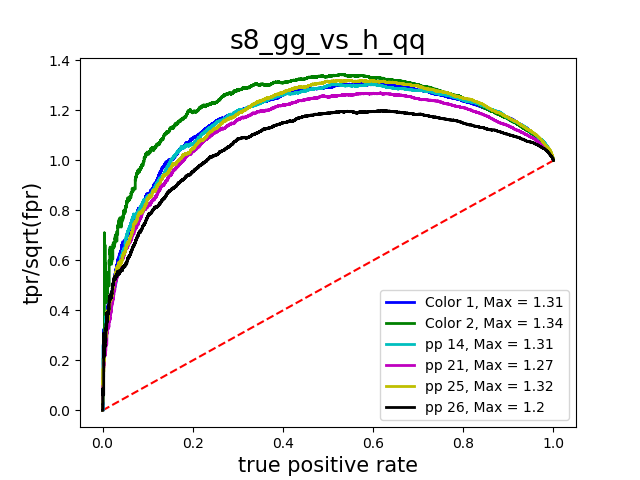 s8_gg_vs_h_qq
tpr/sqrt(fpr)
1.4
1.2
1.0
0.8
0.6
0.4
0.2
0.0
Color 1, Max = 1.31
Color 2, Max = 1.34
pp 14, Max = 1.31
pp 21, Max = 1.27
pp 25, Max = 1.32
pp 26, Max = 1.2
0.0 0.2 0.4 0.6 0.8 1.0
true positive rate